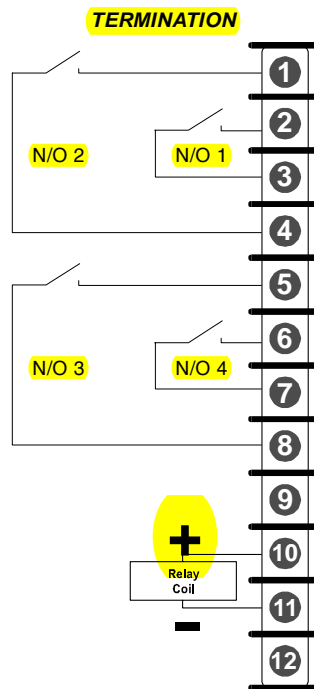 TERMINATION
1
2
N/O 2 N/O 1
3
4
5
6
N/O 3 N/O 4
7
8
9
+
10
Relay
Coil
11
-
12